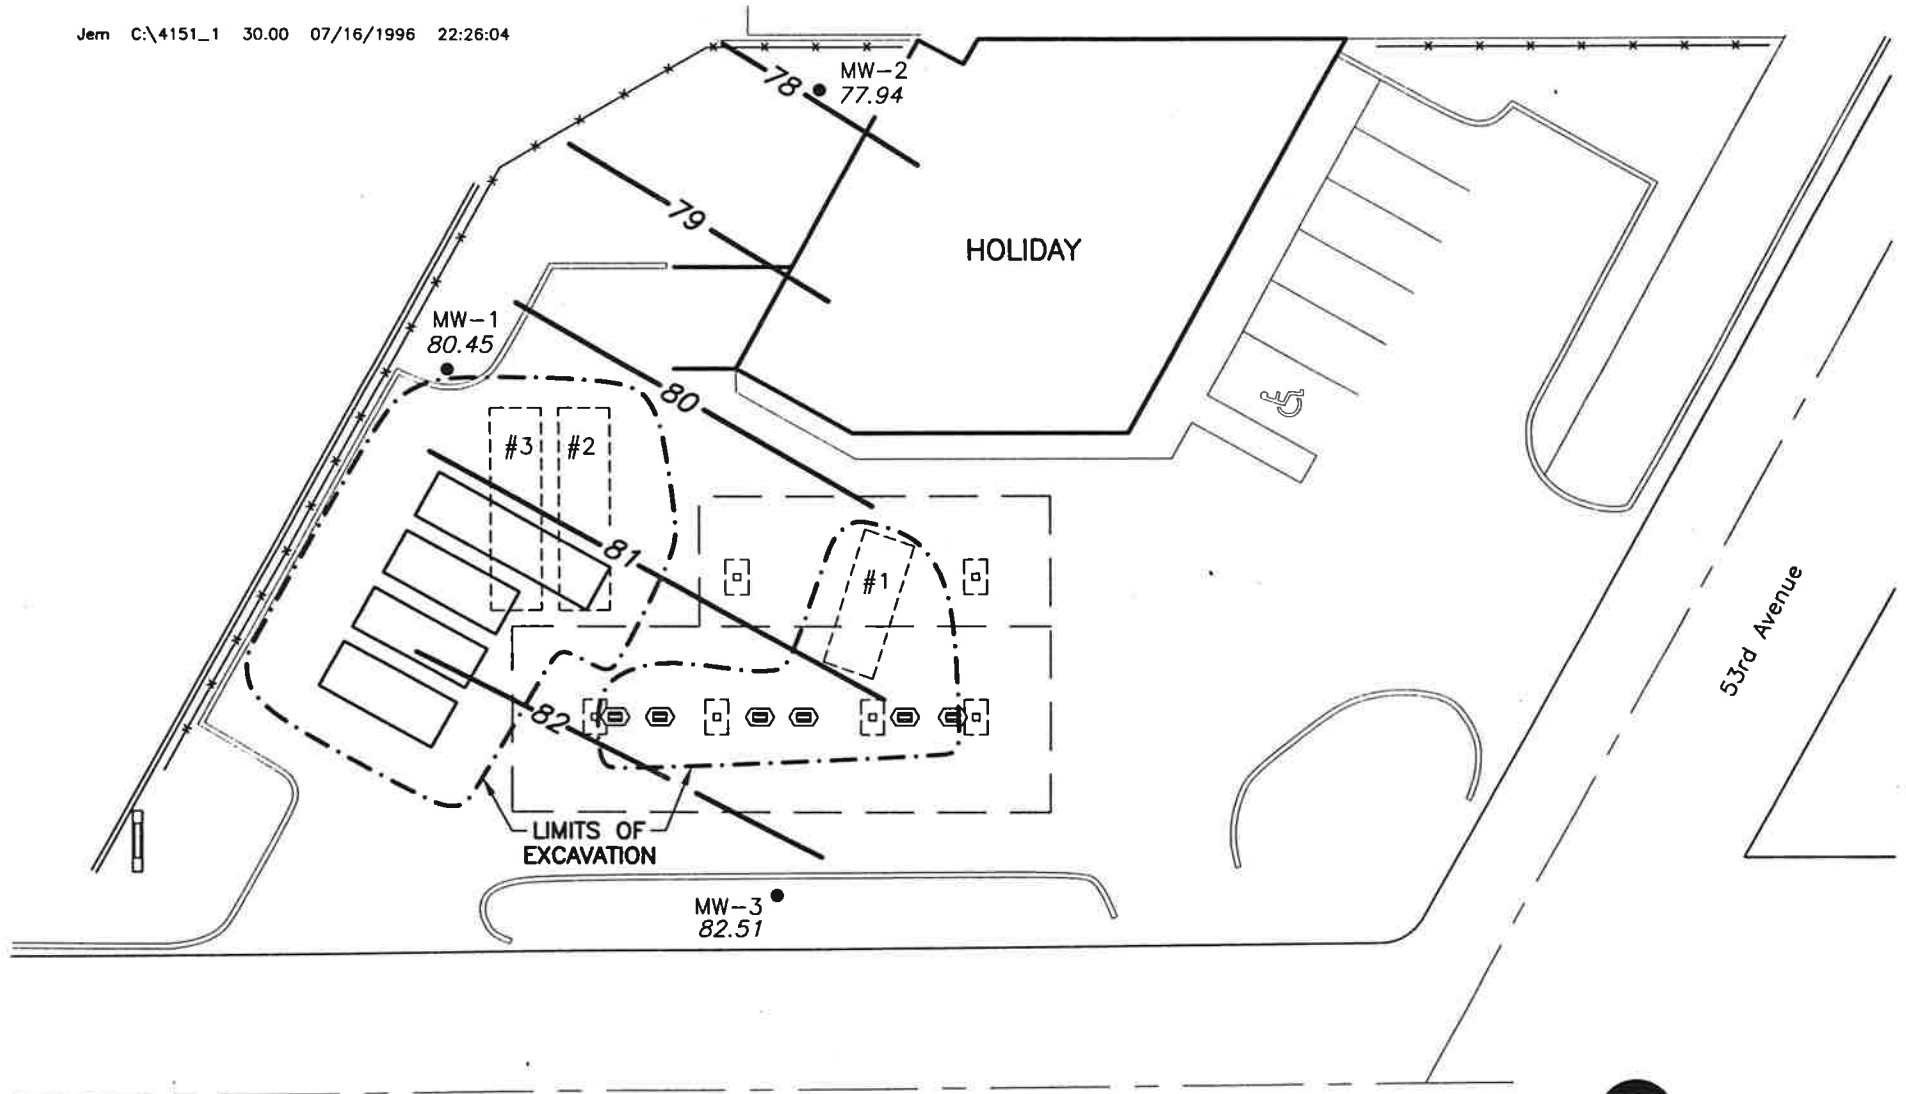 Jem C:\4151_1 30.00 07/16/1996 22:26:04
78
MW-2
77.94
79
HOLIDAY
MW-1
80.45
80
#3
#2
81
#1
53rd Avenue
82
LIMITS OF
EXCAVATION
MW-3
82.51